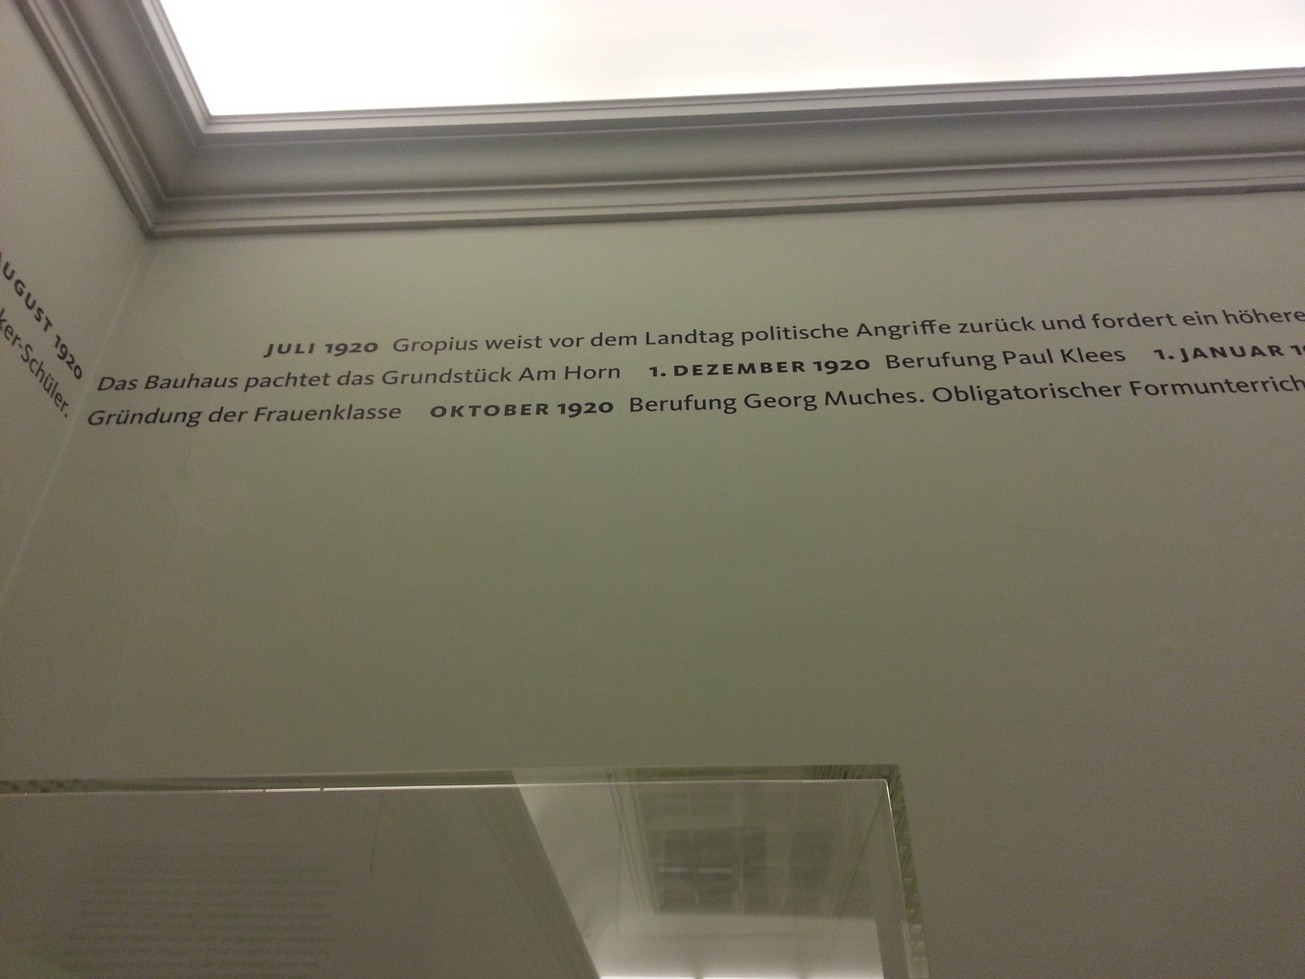 AUGUST 1920
ker-Schüler.
JULI 1920 Gropius weist vor dem Landtag politische Angriffe zurück und fordert ein höhere
Das Bauhaus pachtet das Grundstück Am Horn 1. DEZEMBER 1920 Berufung Paul Klees 1. JANUAR 1
Gründung der Frauenklasse OKTOBER 1920 Berufung Georg Muches. Obligatorischer Formunterrich